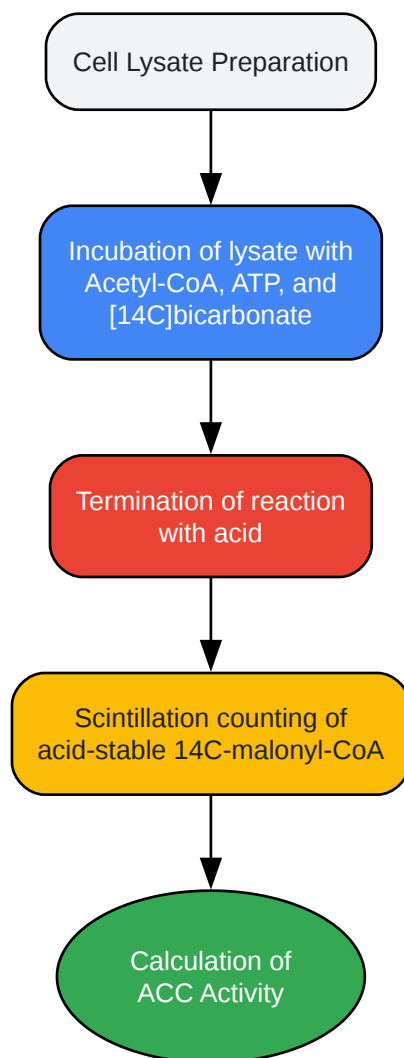 Cell Lysate Preparation
Incubation of lysate with
Acetyl-CoA, ATP, and
[14C]bicarbonate
Termination of reaction
with acid
Scintillation counting of
acid-stable 14C-malonyl-CoA
Calculation of
ACC Activity